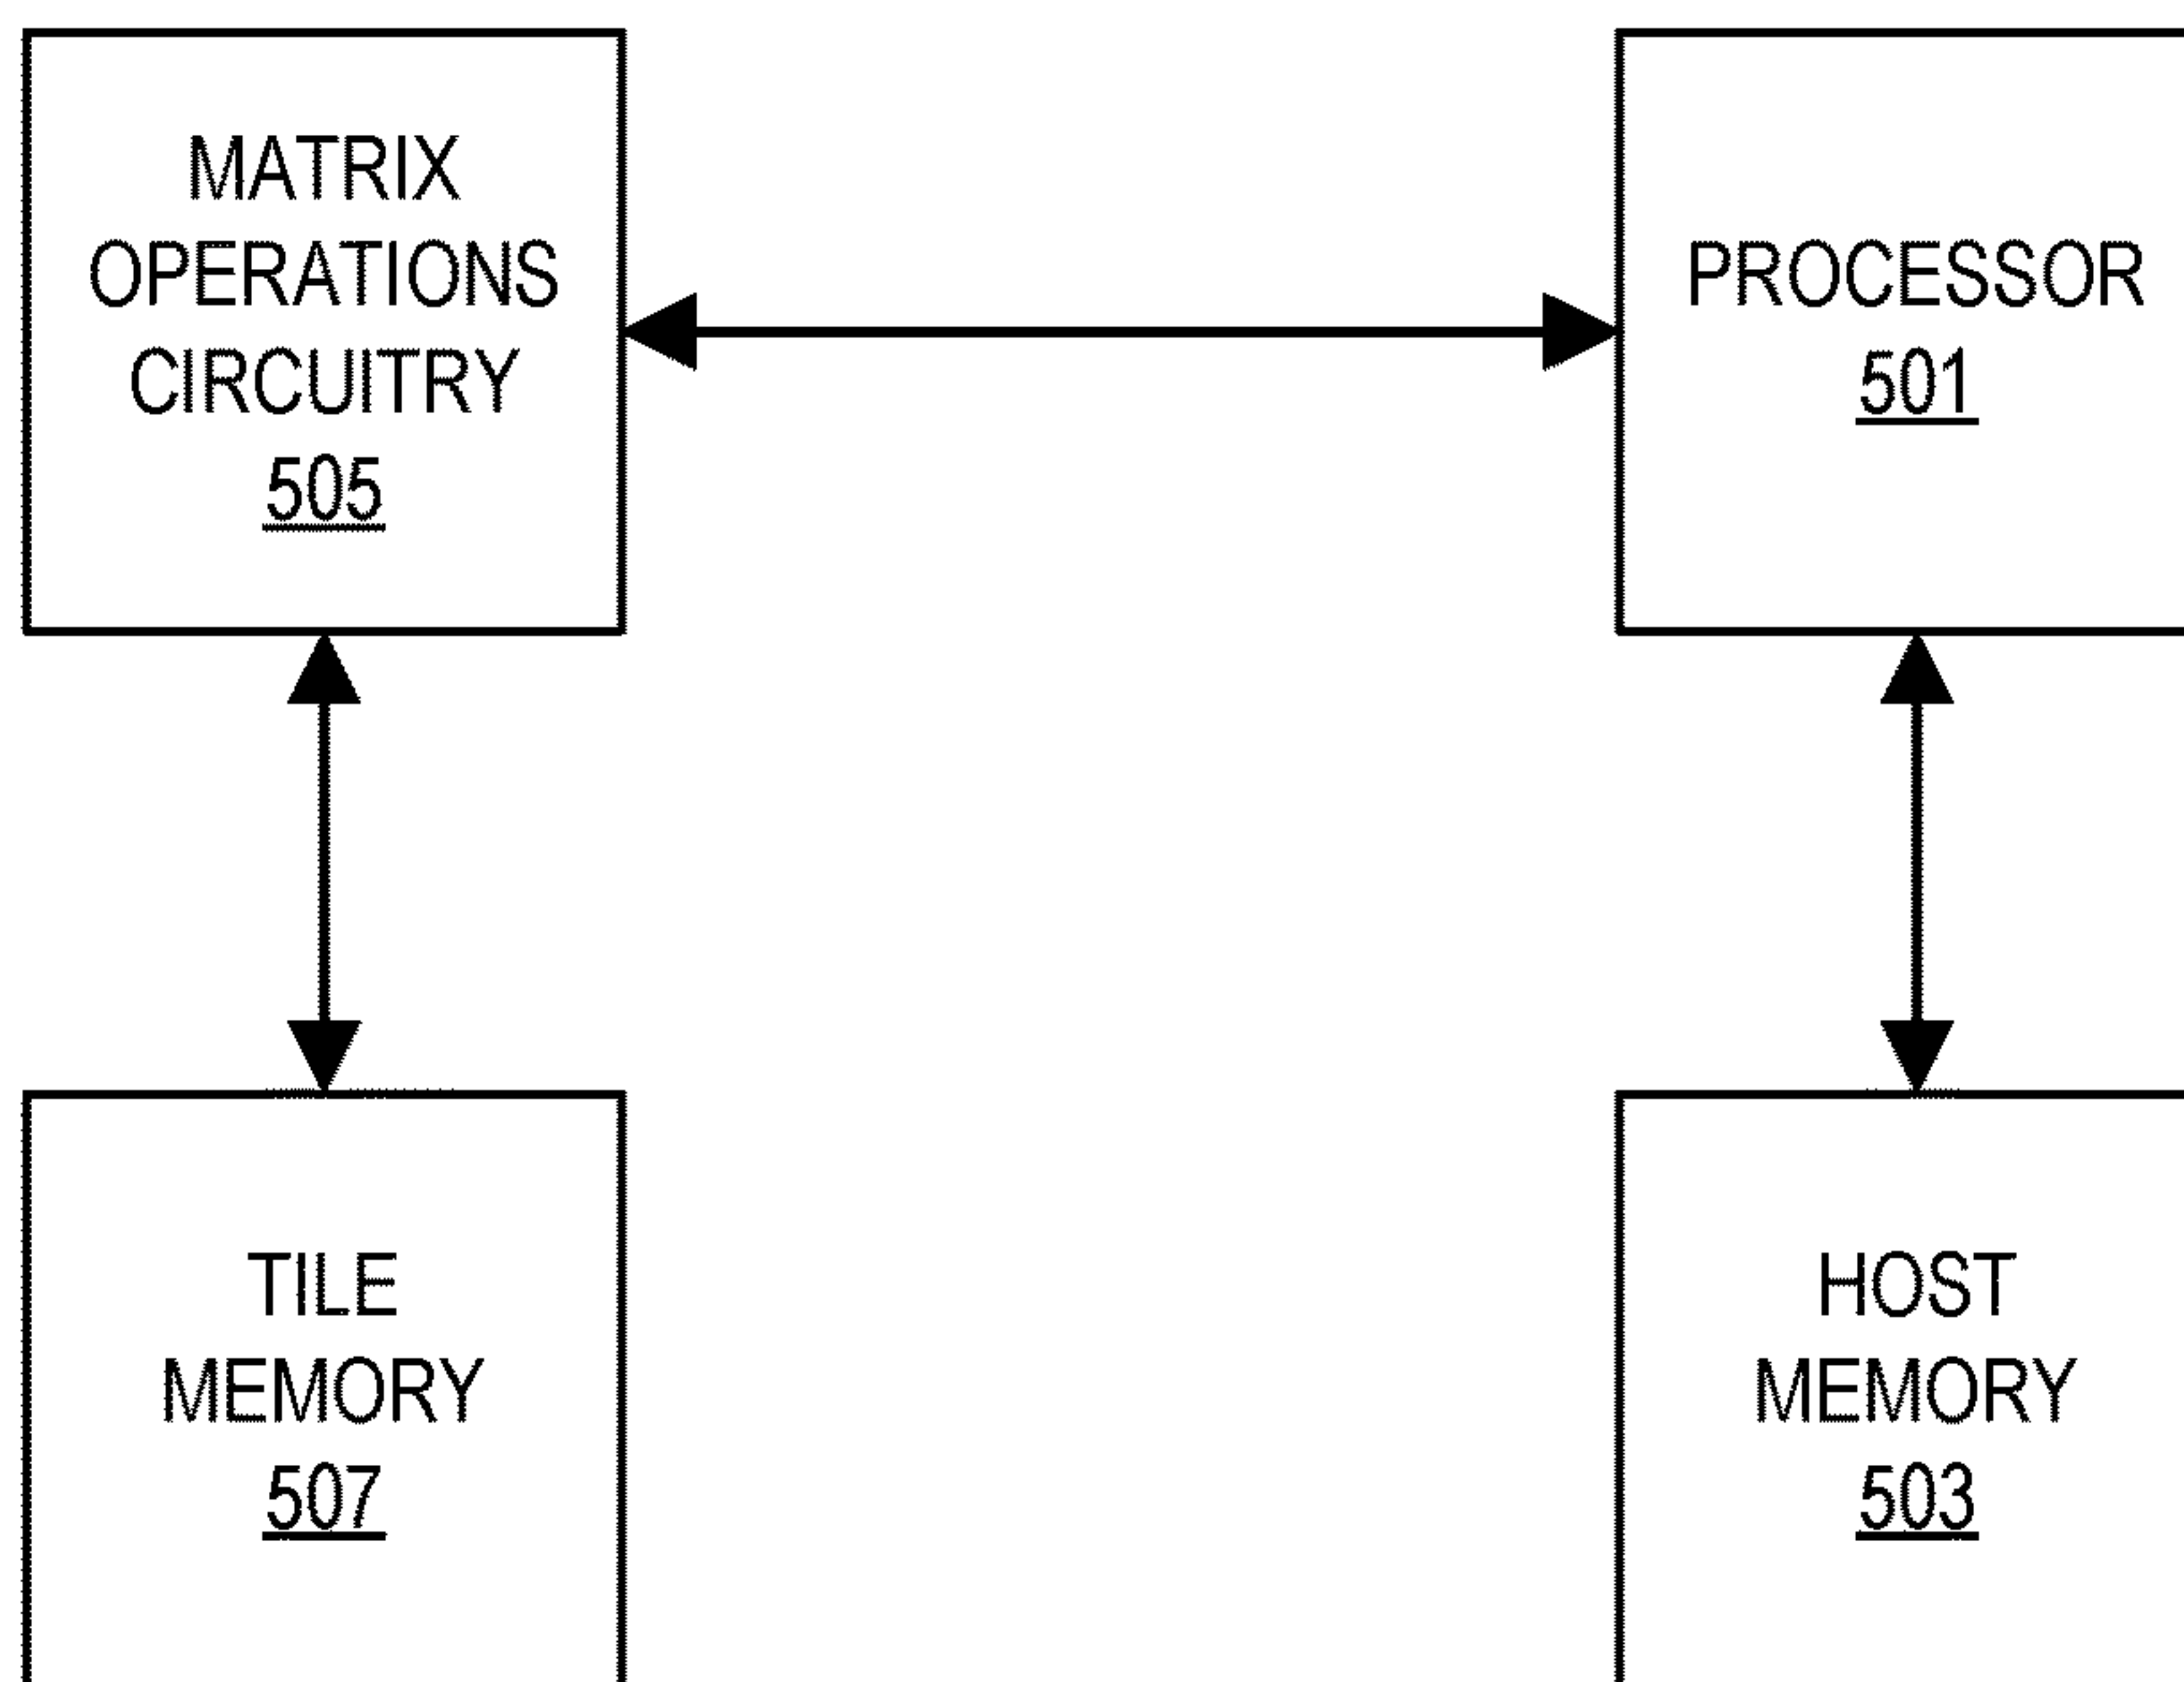 MATRIX
OPERATIONS
CIRCUITRY
505
PROCESSOR
501
TILE
MEMORY
507
HOST
MEMORY
503